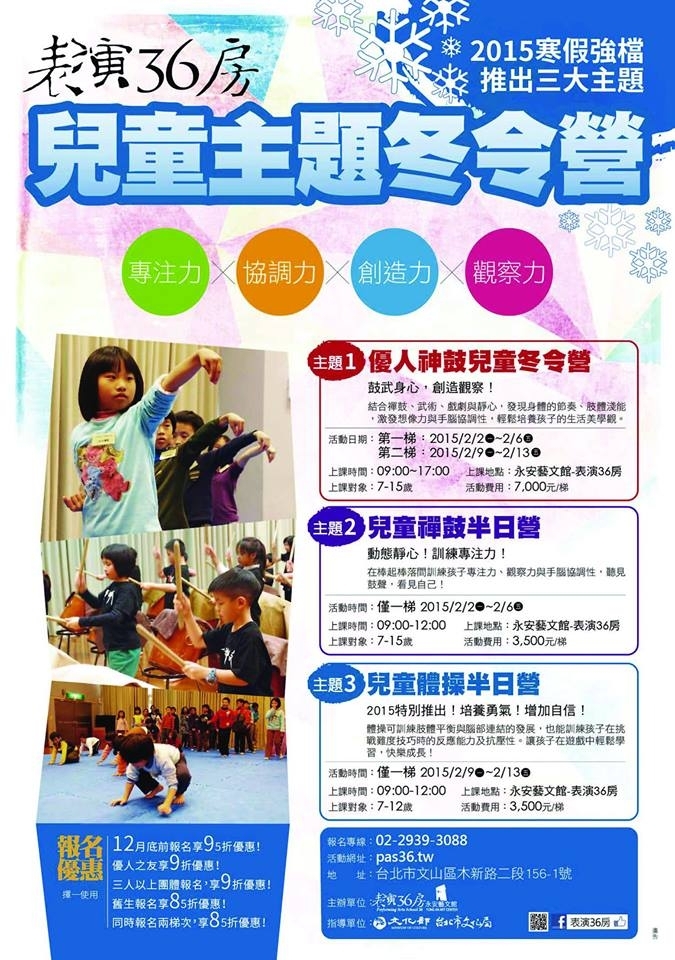 表演36房
2015寒假強檔
推出三大主題
兒童主題冬令營
專注力×協調力×創造力×觀察力
主題1 優人神鼓兒童冬令營
鼓武身心，創造觀察！
結合禪鼓、武術、戲劇與靜心，發現身體的節奏、肢體淺能
，激發想像力與手腦協調性，輕鬆培養孩子的生活美學觀。
活動日期：第一梯：2015/2/2一~2/6五
第二梯：2015/2/9一~2/13五
上課時間：09:00~17:00 上課地點：永安藝文館-表演36房
上課對象：7-15歲 活動費用：7,000元/梯
主題2 兒童禪鼓半日營
動態靜心！訓練專注力！
在棒起棒落間訓練孩子專注力、觀察力與手腦協調性，聽見
鼓聲，看見自己！
活動時間：僅一梯 2015/2/2一~2/6五
上課時間：09:00-12:00 上課地點：永安藝文館-表演36房
上課對象：7-15歲 活動費用：3,500元/梯
主題3 兒童體操半日營
2015特別推出！培養勇氣！增加自信！
體操可訓練肢體平衡與腦部連結的發展，也能訓練孩子在挑
戰難度技巧時的反應能力及抗壓性。讓孩子在遊戲中輕鬆學
習，快樂成長！
活動時間：僅一梯 2015/2/9一~2/13五
上課時間：09:00-12:00 上課地點：永安藝文館-表演36房
上課對象：7-12歲 活動費用：3,500元/梯
報名優惠
擇一使用
12月底前報名享95折優惠！
優人之友享9折優惠！
三人以上團體報名，享9折優惠！
舊生報名享85折優惠！
同時報名兩梯次，享85折優惠！
報名專線：02-2939-3088
活動網址：pas36.tw
地 址：台北市文山區木新路二段156-1號
主辦單位：表演36房 永安藝文館
Performing Arts School 36 YONG-AN ART CENTER
指導單位：文化部 台北市文化局
MINISTRY OF CULTURE
表演36房
廣告